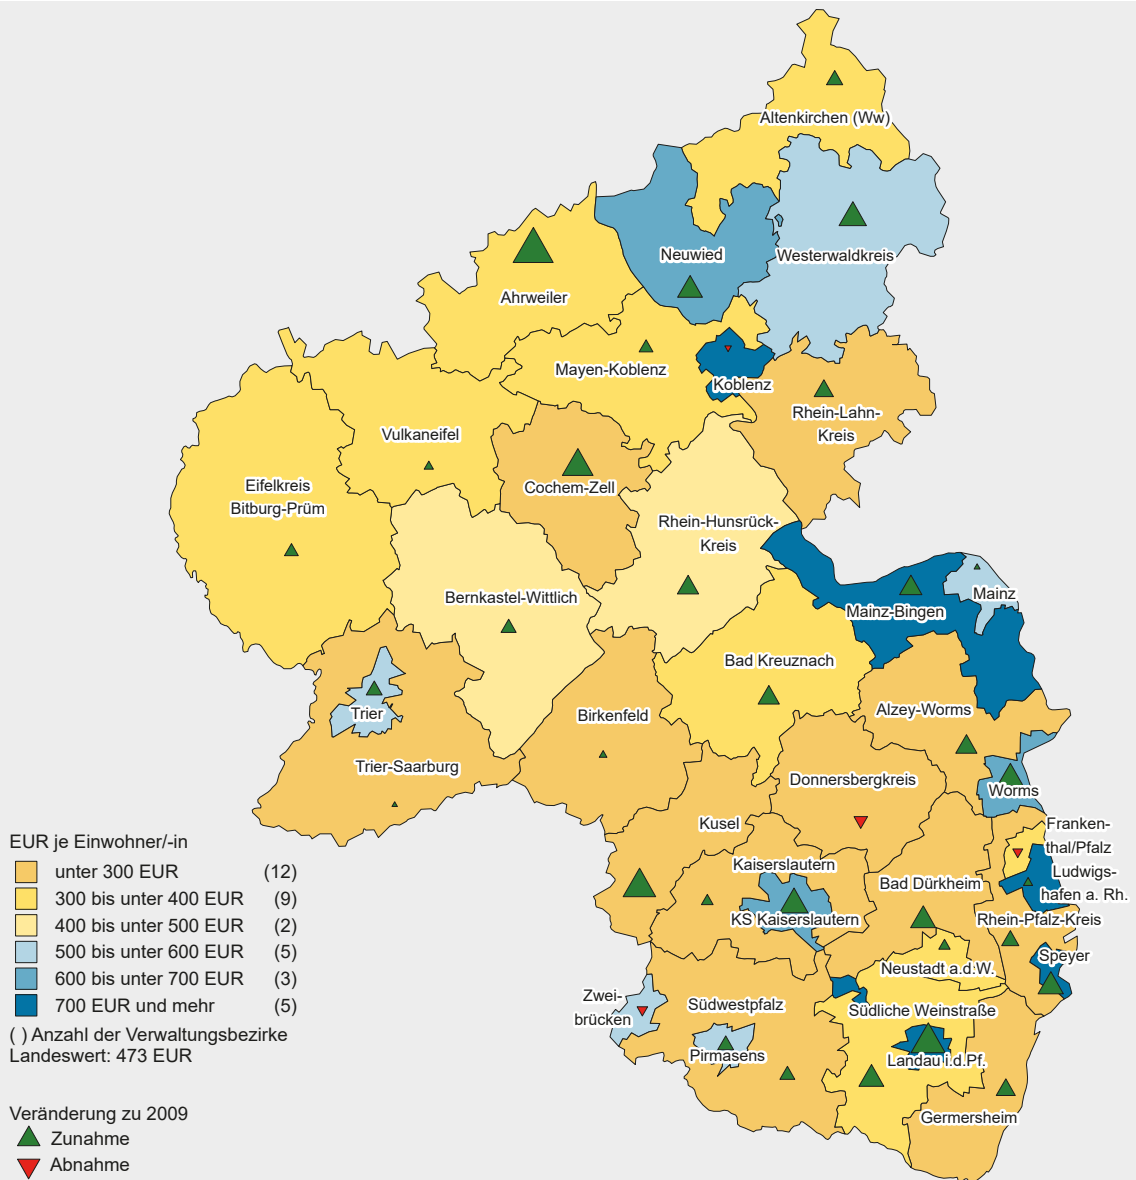 Altenkirchen (Ww)
Neuwied
Westerwaldkreis
Ahrweiler
Mayen-Koblenz
Koblenz
Rhein-Lahn-
Kreis
Vulkaneifel
Cochem-Zell
Eifelkreis
Bitburg-Prüm
Rhein-Hunsrück-
Kreis
Bernkastel-Wittlich
Mainz
Mainz-Bingen
Bad Kreuznach
Trier
Birkenfeld
Alzey-Worms
Trier-Saarburg
Donnersbergkreis
Worms
Kusel
Franken-
thal/Pfalz
Kaiserslautern
Ludwigs-
hafen a. Rh.
Bad Dürkheim
KS Kaiserslautern
Rhein-Pfalz-Kreis
Speyer
Neustadt a.d.W.
Zwei-
brücken
Südwestpfalz
Südliche Weinstraße
Pirmasens
Landau i.d.Pf.
Germersheim
EUR je Einwohner/-in
unter 300 EUR (12)
300 bis unter 400 EUR (9)
400 bis unter 500 EUR (2)
500 bis unter 600 EUR (5)
600 bis unter 700 EUR (3)
700 EUR und mehr (5)
( ) Anzahl der Verwaltungsbezirke
Landeswert: 473 EUR
Veränderung zu 2009
Zunahme
Abnahme